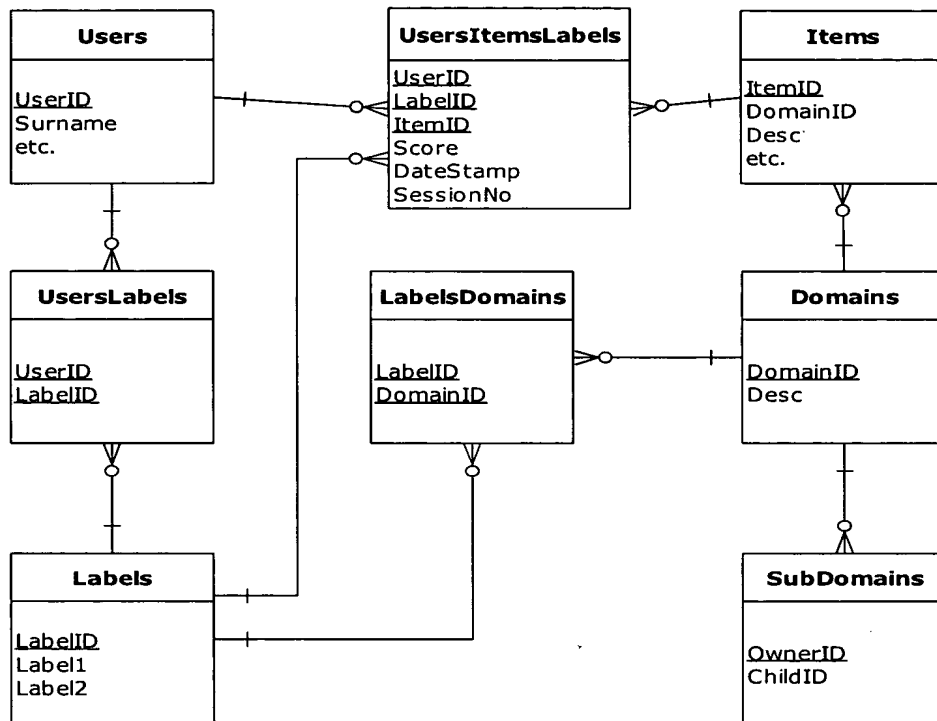 Users
UserID
Surname
etc.
UsersItemsLabels
UserID
LabelID
ItemID
Score
DateStamp
SessionNo
Items
ItemID
DomainID
Desc
etc.
UsersLabels
UserID
LabelID
LabelsDomains
LabelID
DomainID
Domains
DomainID
Desc
Labels
LabelID
Label1
Label2
SubDomains
OwnerID
ChildID